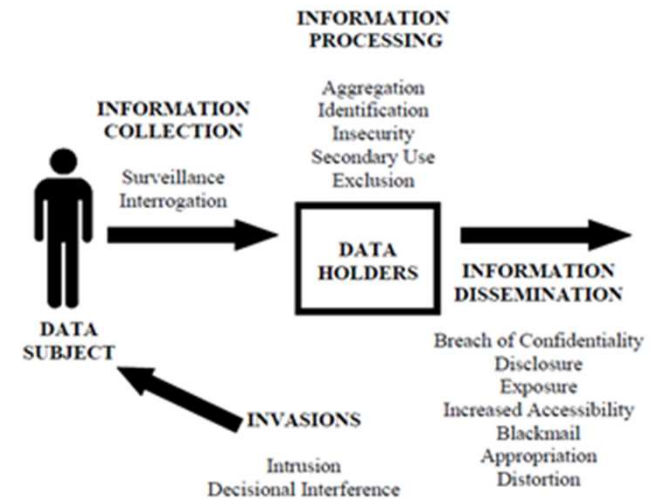 INFORMATION
PROCESSING
Aggregation
Identification
Insecurity
Secondary Use
Exclusion
INFORMATION
COLLECTION
Surveillance
Interrogation
DATA
HOLDERS
INFORMATION
DISSEMINATION
Breach of Confidentiality
Disclosure
Exposure
Increased Accessibility
Blackmail
Appropriation
Distortion
DATA
SUBJECT
INVASIONS
Intrusion
Decisional Interference